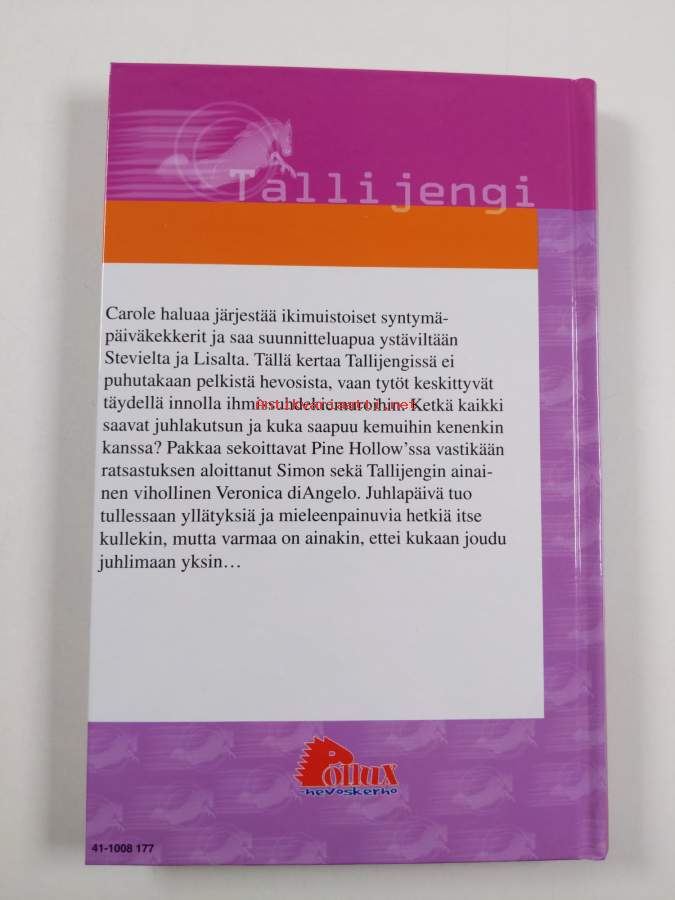 Tallijengi
Carole haluaa järjestää ikimuistoiset syntymä-
päiväkekkerit ja saa suunnitteluapua ystäviltään
Stevieltä ja Lisalta. Tällä kertaa Tallijengissä ei
puhutakaan pelkistä hevosista, vaan tytöt keskittyvät
täydellä innolla ihmissuhdekiemuroihin. Ketkä kaikki
saavat juhlakutsun ja kuka saapuu kemuihin kenenkin
kanssa? Pakkaa sekoittavat Pine Hollow'ssa vastikään
ratsastuksen aloittanut Simon sekä Tallijengin ainai-
nen vihollinen Veronica diAngelo. Juhlapäivä tuo
tullessaan yllätyksiä ja mieleenpainuvia hetkiä itse
kullekin, mutta varmaa on ainakin, ettei kukaan joudu
juhlimaan yksin…
Pollux
-hevoskerho
41-1008 177